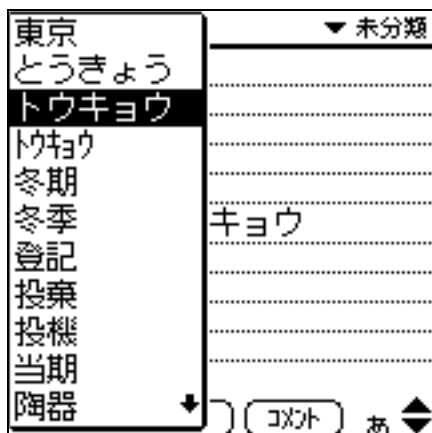 東京
とうきょう
トウキョウ
ﾄｳｷｮｳ
冬期
冬季
登記
投棄
投機
当期
陶器
未分類
キョウ
コメント
あ